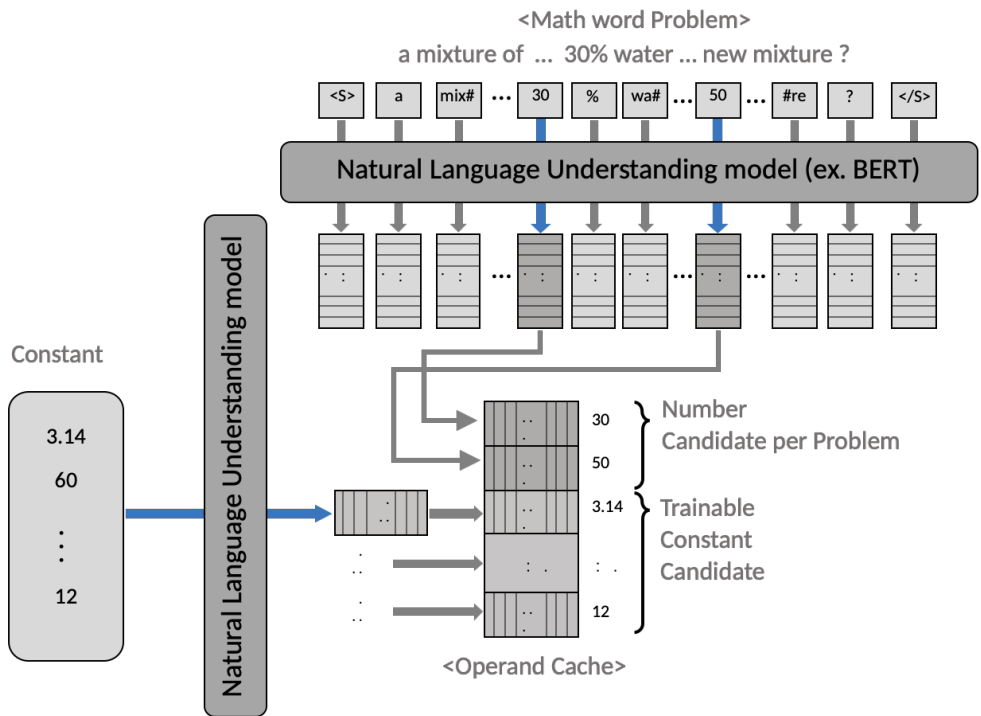 <Math word Problem>
a mixture of ... 30% water ... new mixture ?
<S> a mix# ... 30 % wa# ... 50 ... #re ? </S>
Natural Language Understanding model (ex. BERT)
Natural Language Understanding model
Constant
3.14
60
12
30
50
3.14
12
Number
Candidate per Problem
Trainable
Constant
Candidate
<Operand Cache>